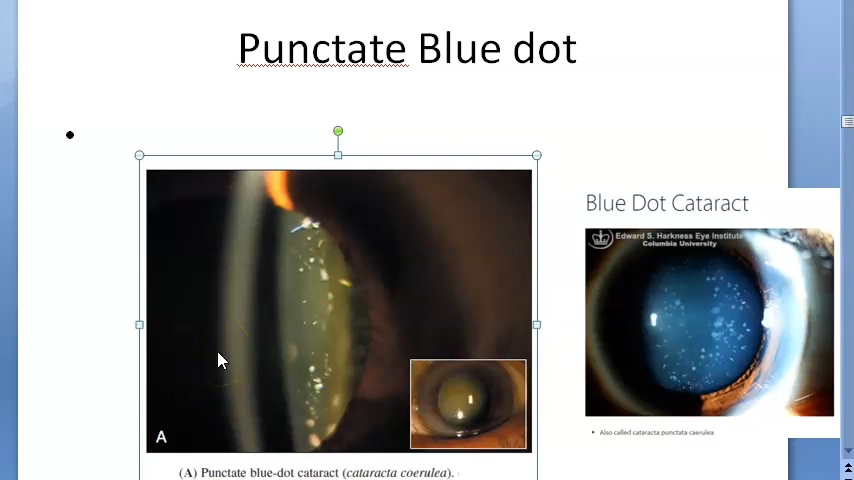 Punctate Blue dot
Blue Dot Cataract
Edward S. Harkness Eye Institute
Columbia University
• Also called cataracta punctata caerulea
A
(A) Punctate blue-dot cataract (cataracta coerulea).